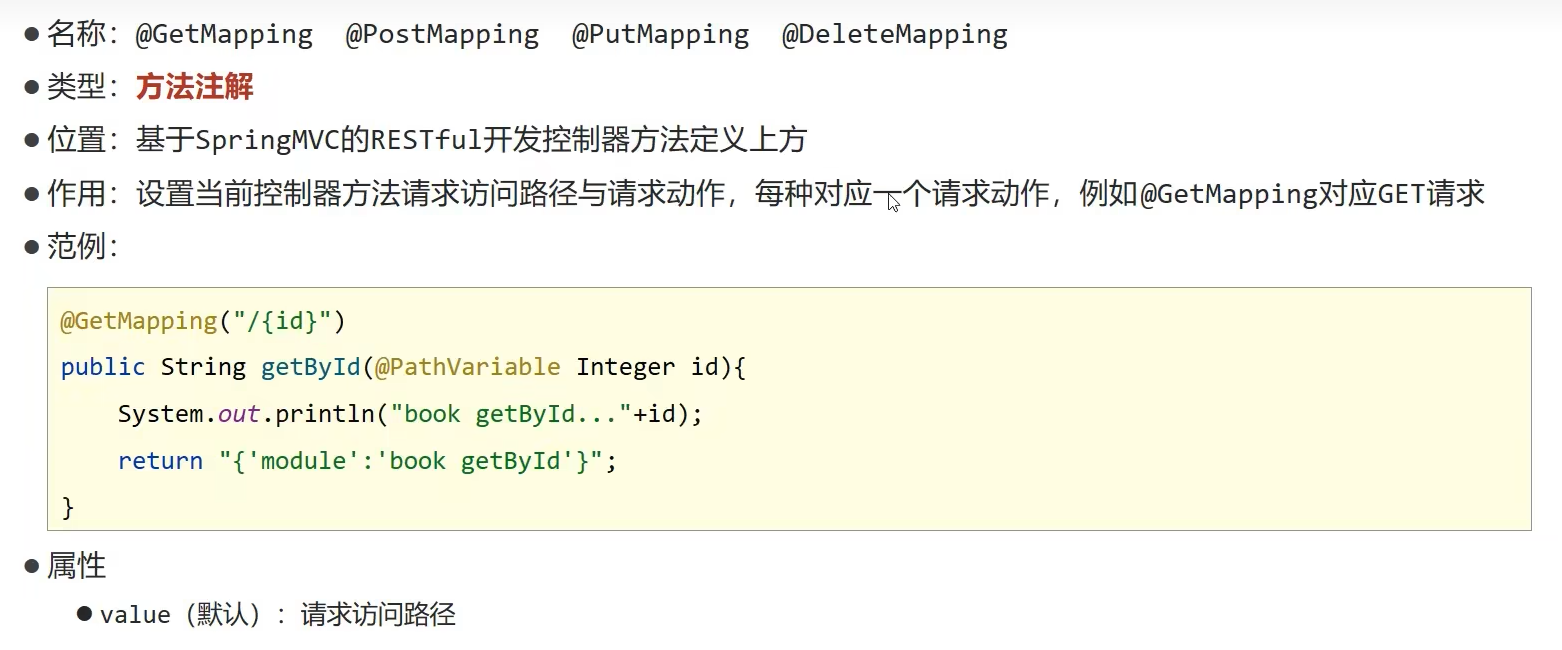 ● 名称：@GetMapping  @PostMapping  @PutMapping  @DeleteMapping
● 类型：方法注解
● 位置：基于SpringMVC的RESTful开发控制器方法定义上方
● 作用：设置当前控制器方法请求访问路径与请求动作，每种对应一个请求动作，例如@GetMapping对应GET请求
● 范例：
@GetMapping("/{id}")
public String getById(@PathVariable Integer id){
    System.out.println("book getById..."+id);
    return "{'module':'book getById'}";
}
● 属性
● value（默认）：请求访问路径